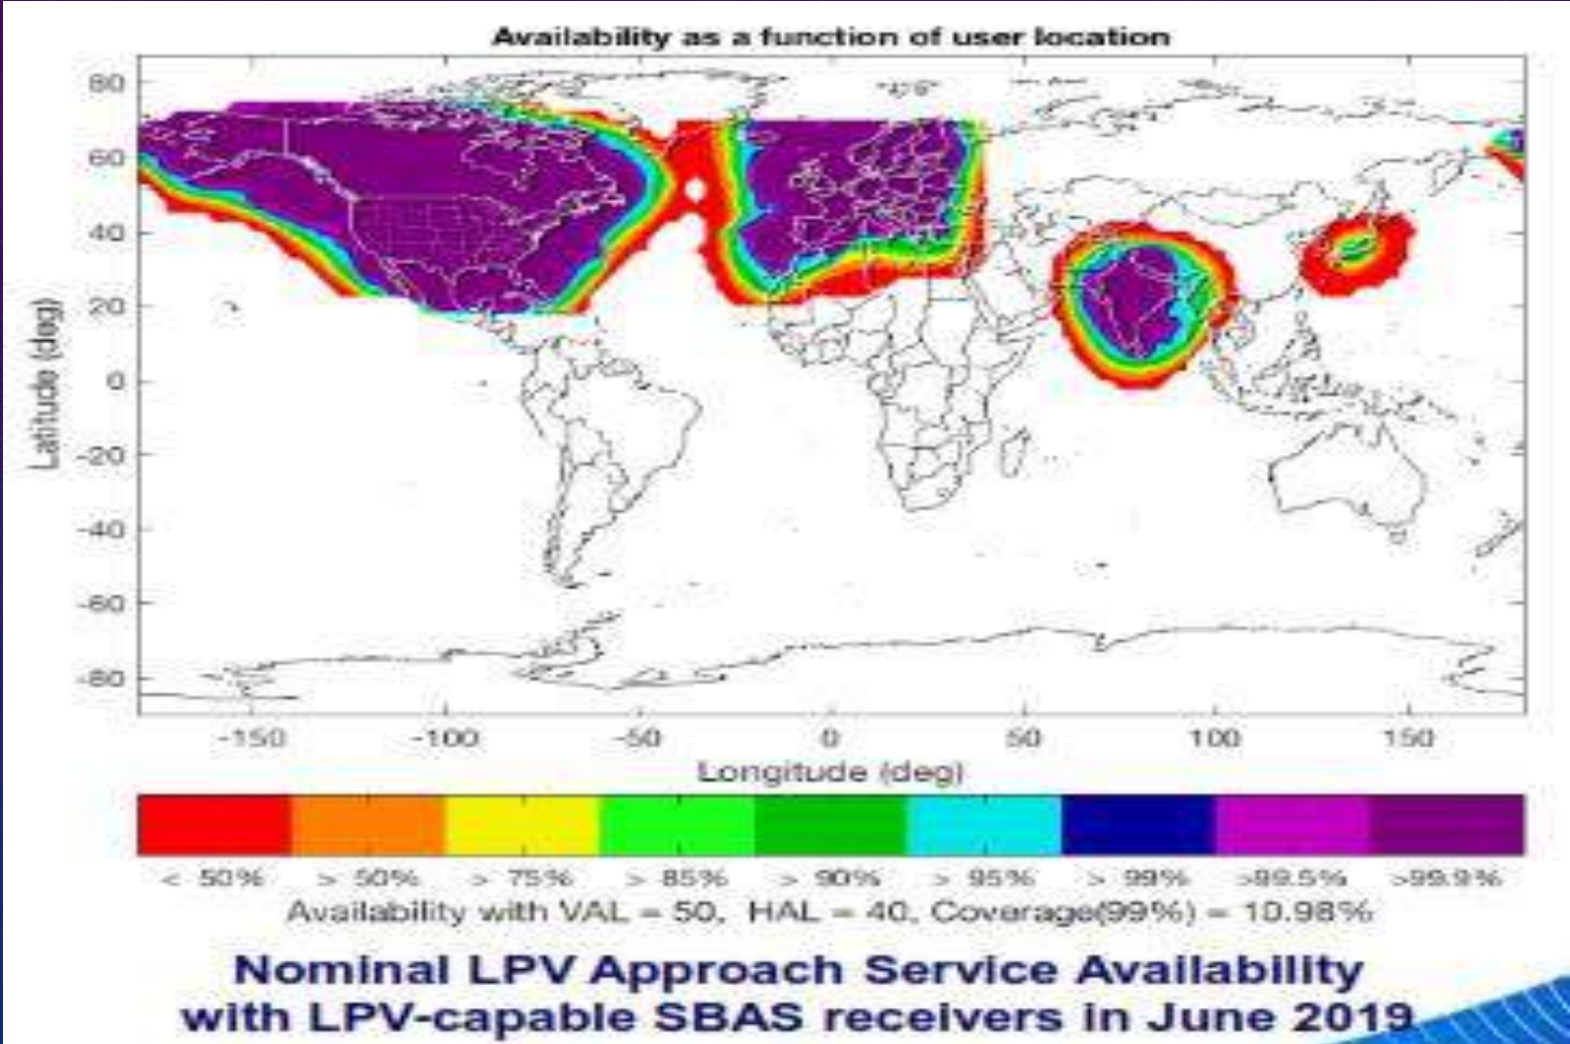 Availability as a function of user location
80
60
40
20
0
-20
-40
-60
-80
Latitude (deg)
-150 -100 -50 0 50 100 150
Longitude (deg)
< 50% > 50% > 75% > 85% > 90% > 95% > 99% >99.5% >99.9%
Availability with VAL = 50, HAL = 40, Coverage(99%) = 10.98%
Nominal LPV Approach Service Availability
with LPV-capable SBAS receivers in June 2019